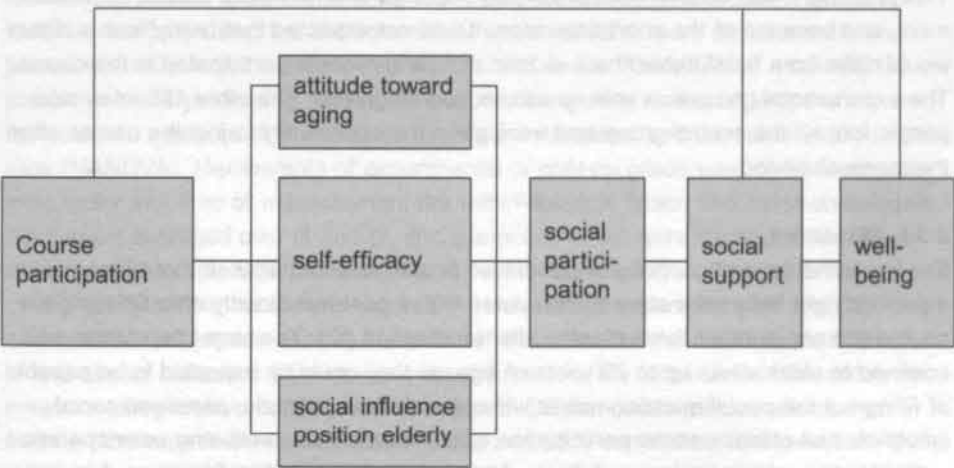 attitude toward
aging
Course
participation
self-efficacy
social
partici-
pation
social
support
well-
being
social influence
position elderly